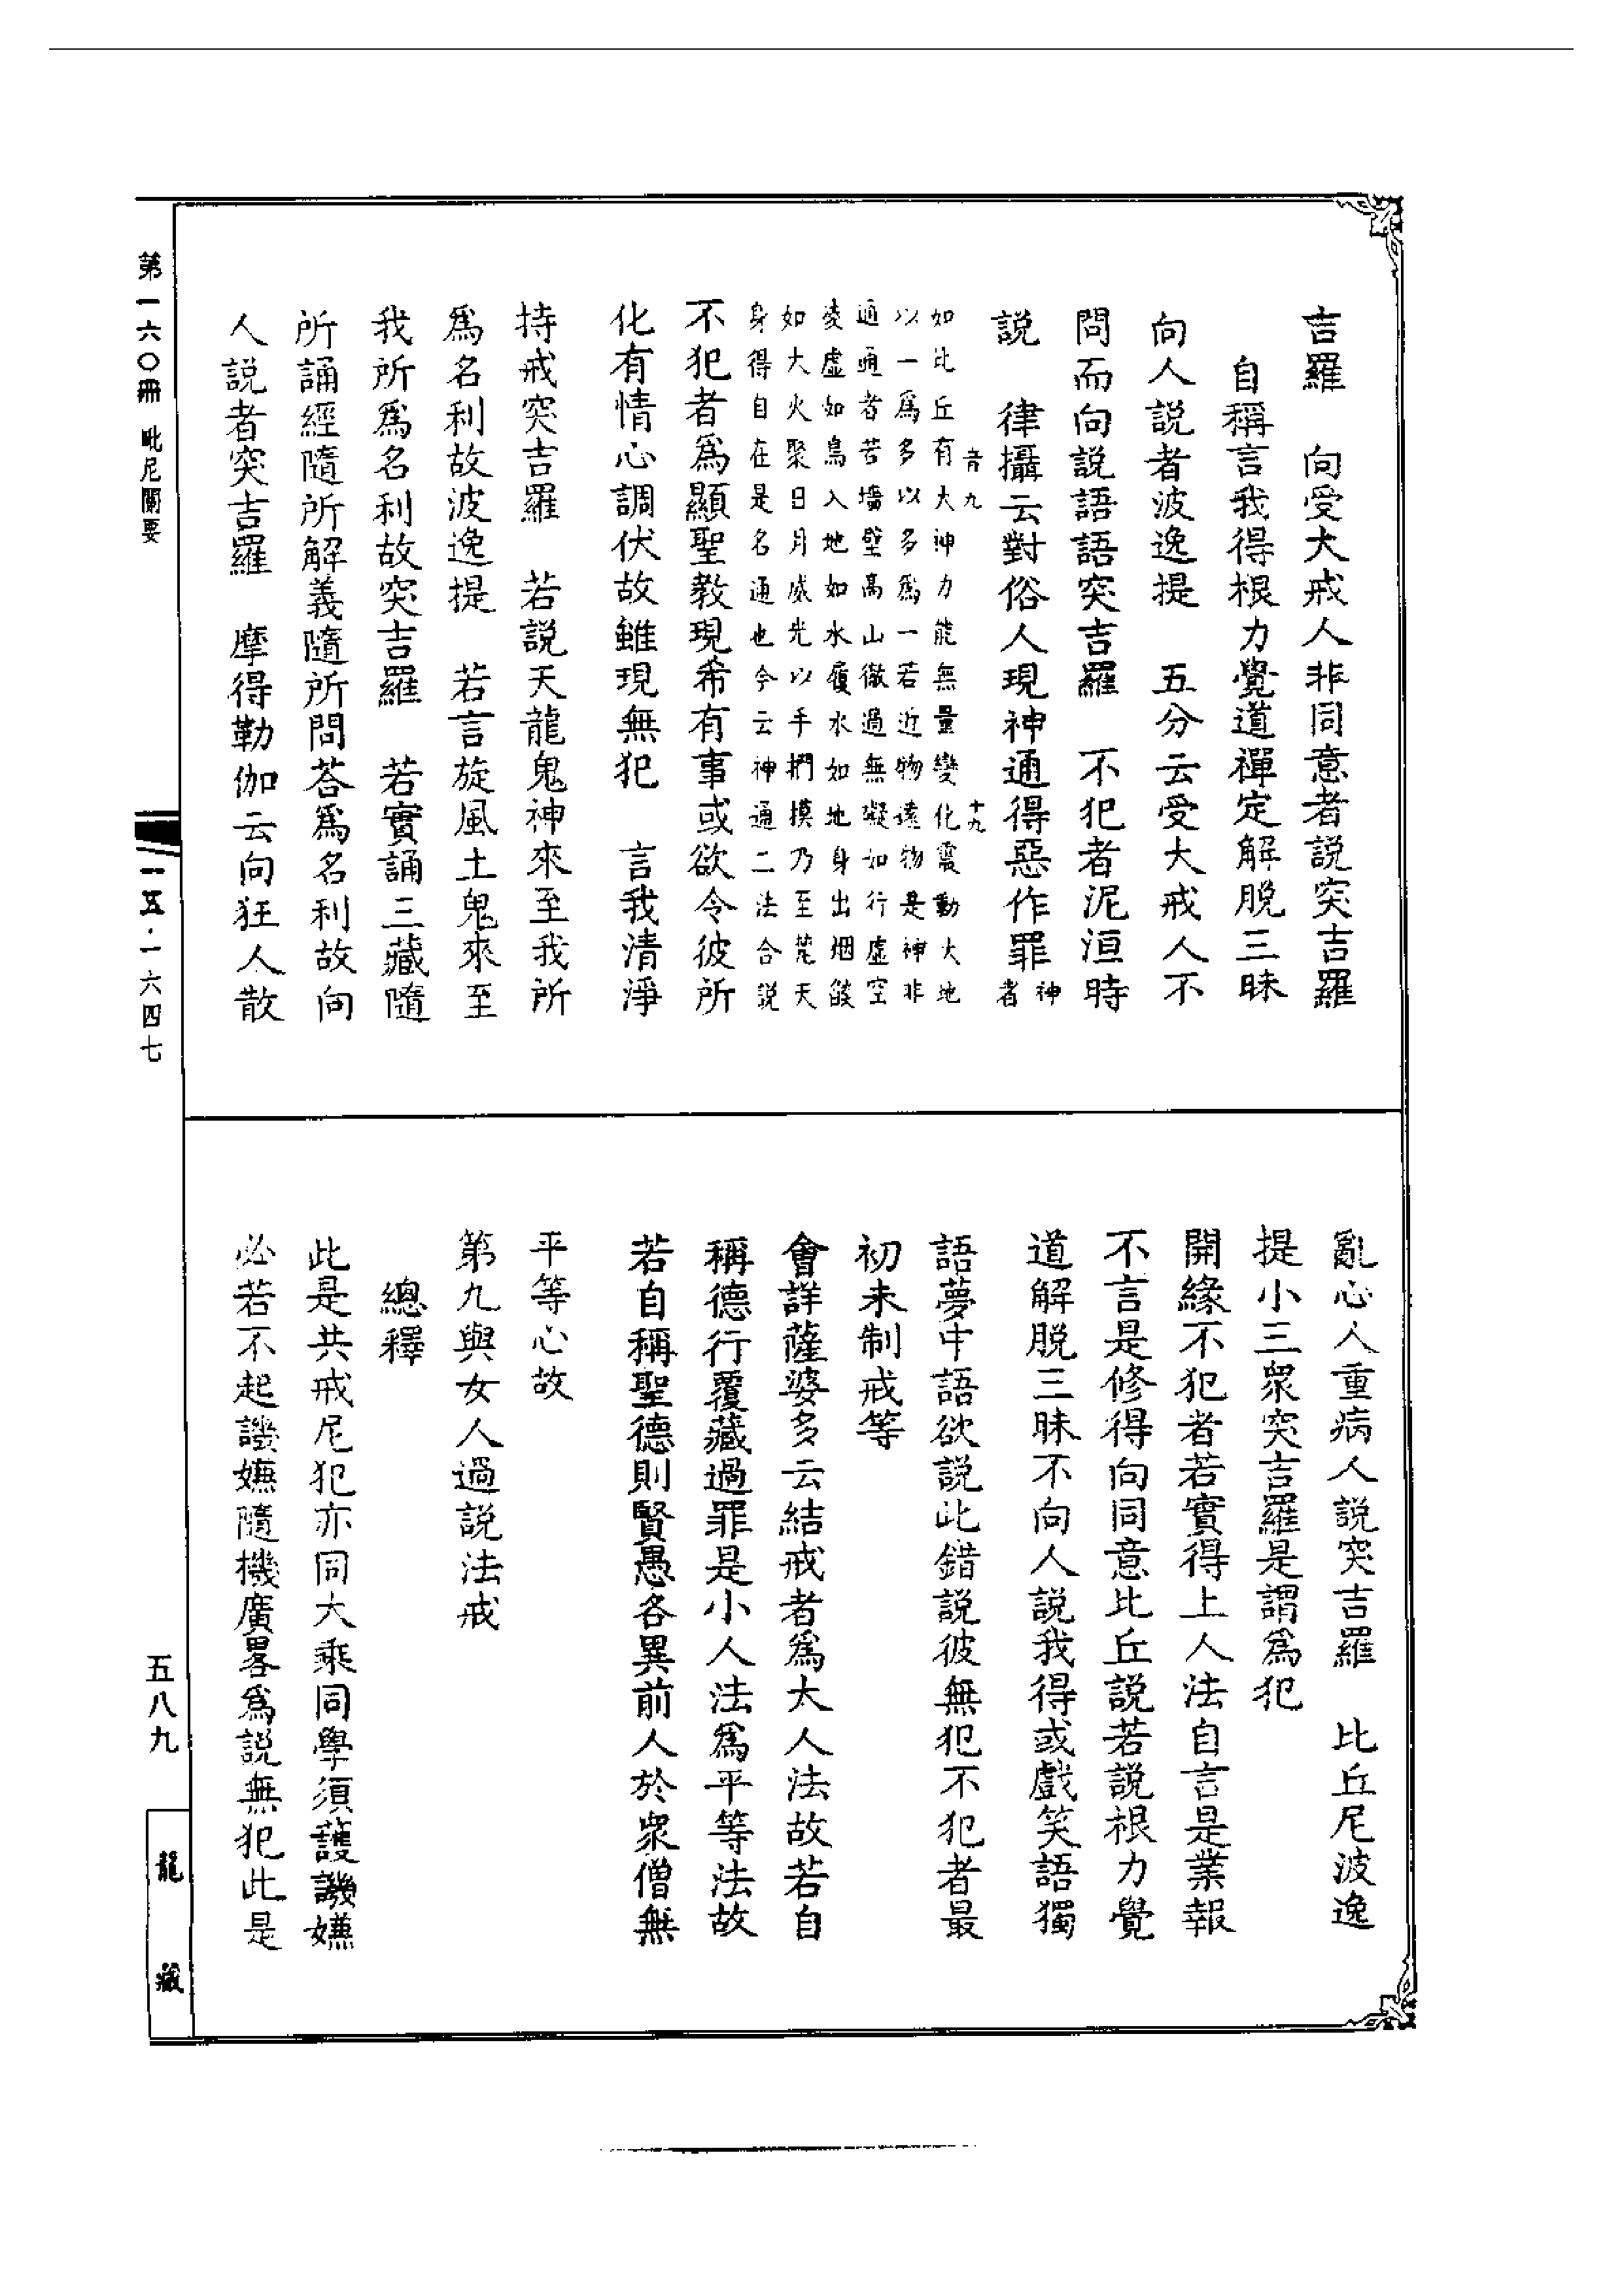 吉羅　向受大戒人非同意者説突吉羅
自稱言我得根力覺道禪定解脱三昧
向人説者波逸提　五分云受大戒人不
問而向説語語突吉羅　不犯者泥洹時
説　律攝云對俗人現神通得惡作罪神者
音九　十九
如比丘有大神力能無量變化震動大地
以一爲多以多爲一若近物遠物是神非
通通者若墻壁髙山徹過無礙如行虛空
凌虛如鳥入地如水履水如地身出烟燄
如大火聚日月威光以手捫摸乃至梵天
身得自在是名通也今云神通二法合説
不犯者爲顯聖教現希有事或欲令彼所
化有情心調伏故雖現無犯　言我清淨
持戒突吉羅　若説天龍鬼神來至我所
爲名利故波逸提　若言旋風土鬼來至
我所爲名利故突吉羅　若實誦三藏隨
所誦經隨所解義隨所問荅爲名利故向
人説者突吉羅　摩得勒伽云向狂人散
亂心人重病人説突吉羅　比丘尼波逸
提小三衆突吉羅是謂爲犯
開緣不犯者若實得上人法自言是業報
不言是修得向同意比丘説若説根力覺
道解脱三昧不向人説我得或戲笑語獨
語夢中語欲説此錯説彼無犯不犯者最
初未制戒等
會詳薩婆多云結戒者爲大人法故若自
稱德行覆藏過罪是小人法爲平等法故
若自稱聖德則賢愚各異前人於衆僧無
平等心故
第九與女人過説法戒
總釋
此是共戒尼犯亦同大乘同學須護譏嫌
必若不起譏嫌隨機廣畧爲説無犯此是
第一六〇冊　毗尼關要
一五·一六四七
五八九
龍藏